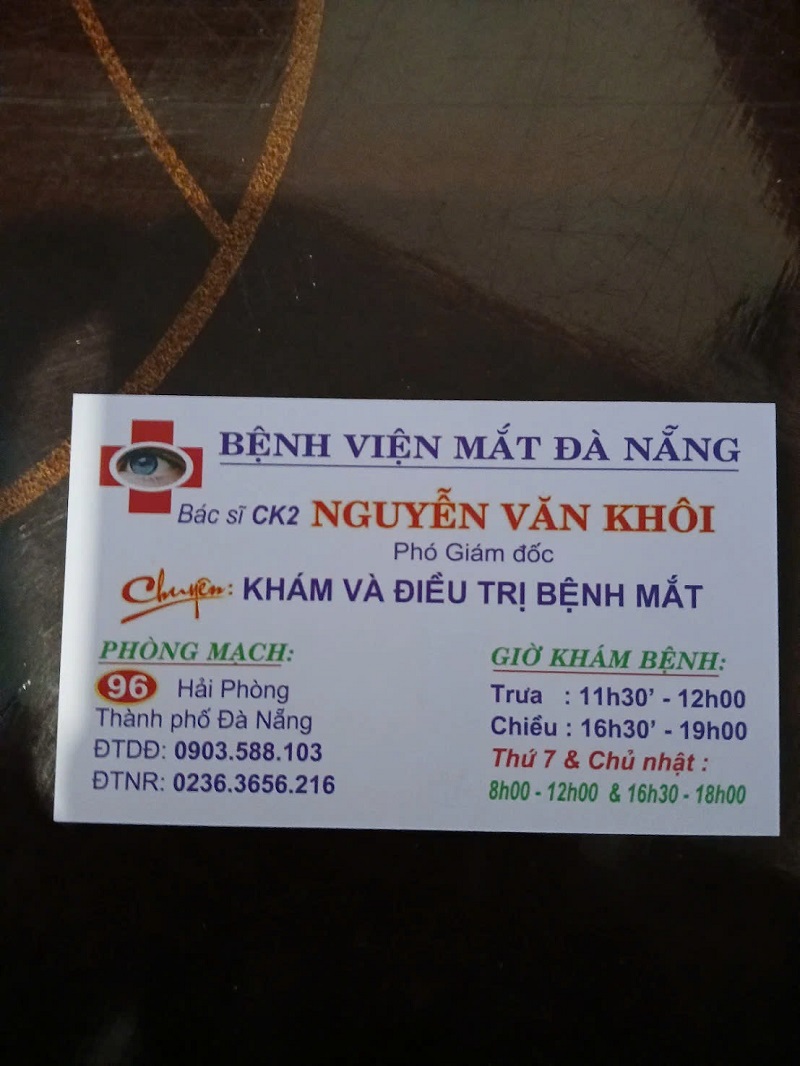 BỆNH VIỆN MẮT ĐÀ NẴNG
Bác sĩ CK2 NGUYỄN VĂN KHÔI
Phó Giám đốc
Chuyên: KHÁM VÀ ĐIỀU TRỊ BỆNH MẮT
PHÒNG MẠCH:
96 Hải Phòng
Thành phố Đà Nẵng
ĐTDĐ: 0903.588.103
ĐTNR: 0236.3656.216
GIỜ KHÁM BỆNH:
Trưa : 11h30' - 12h00
Chiều : 16h30' - 19h00
Thứ 7 & Chủ nhật :
8h00 - 12h00 & 16h30 - 18h00